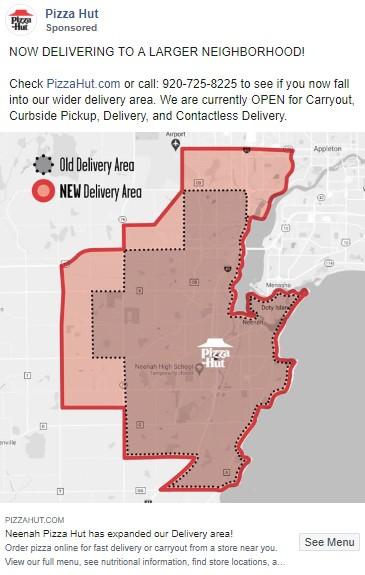 Pizza Hut
Sponsored
NOW DELIVERING TO A LARGER NEIGHBORHOOD!
Check PizzaHut.com or call: 920-725-8225 to see if you now fall
into our wider delivery area. We are currently OPEN for Carryout,
Curbside Pickup, Delivery, and Contactless Delivery.
Airport
Appleton
Old Delivery Area
NEW Delivery Area
Menasha
Doty Island
Neenah
Pizza
Hut
Neenah High School
Temporarily closed
enville
PIZZAHUT.COM
Neenah Pizza Hut has expanded our Delivery area!
Order pizza online for fast delivery or carryout from a store near you.
View our full menu, see nutritional information, find store locations, a...
See Menu